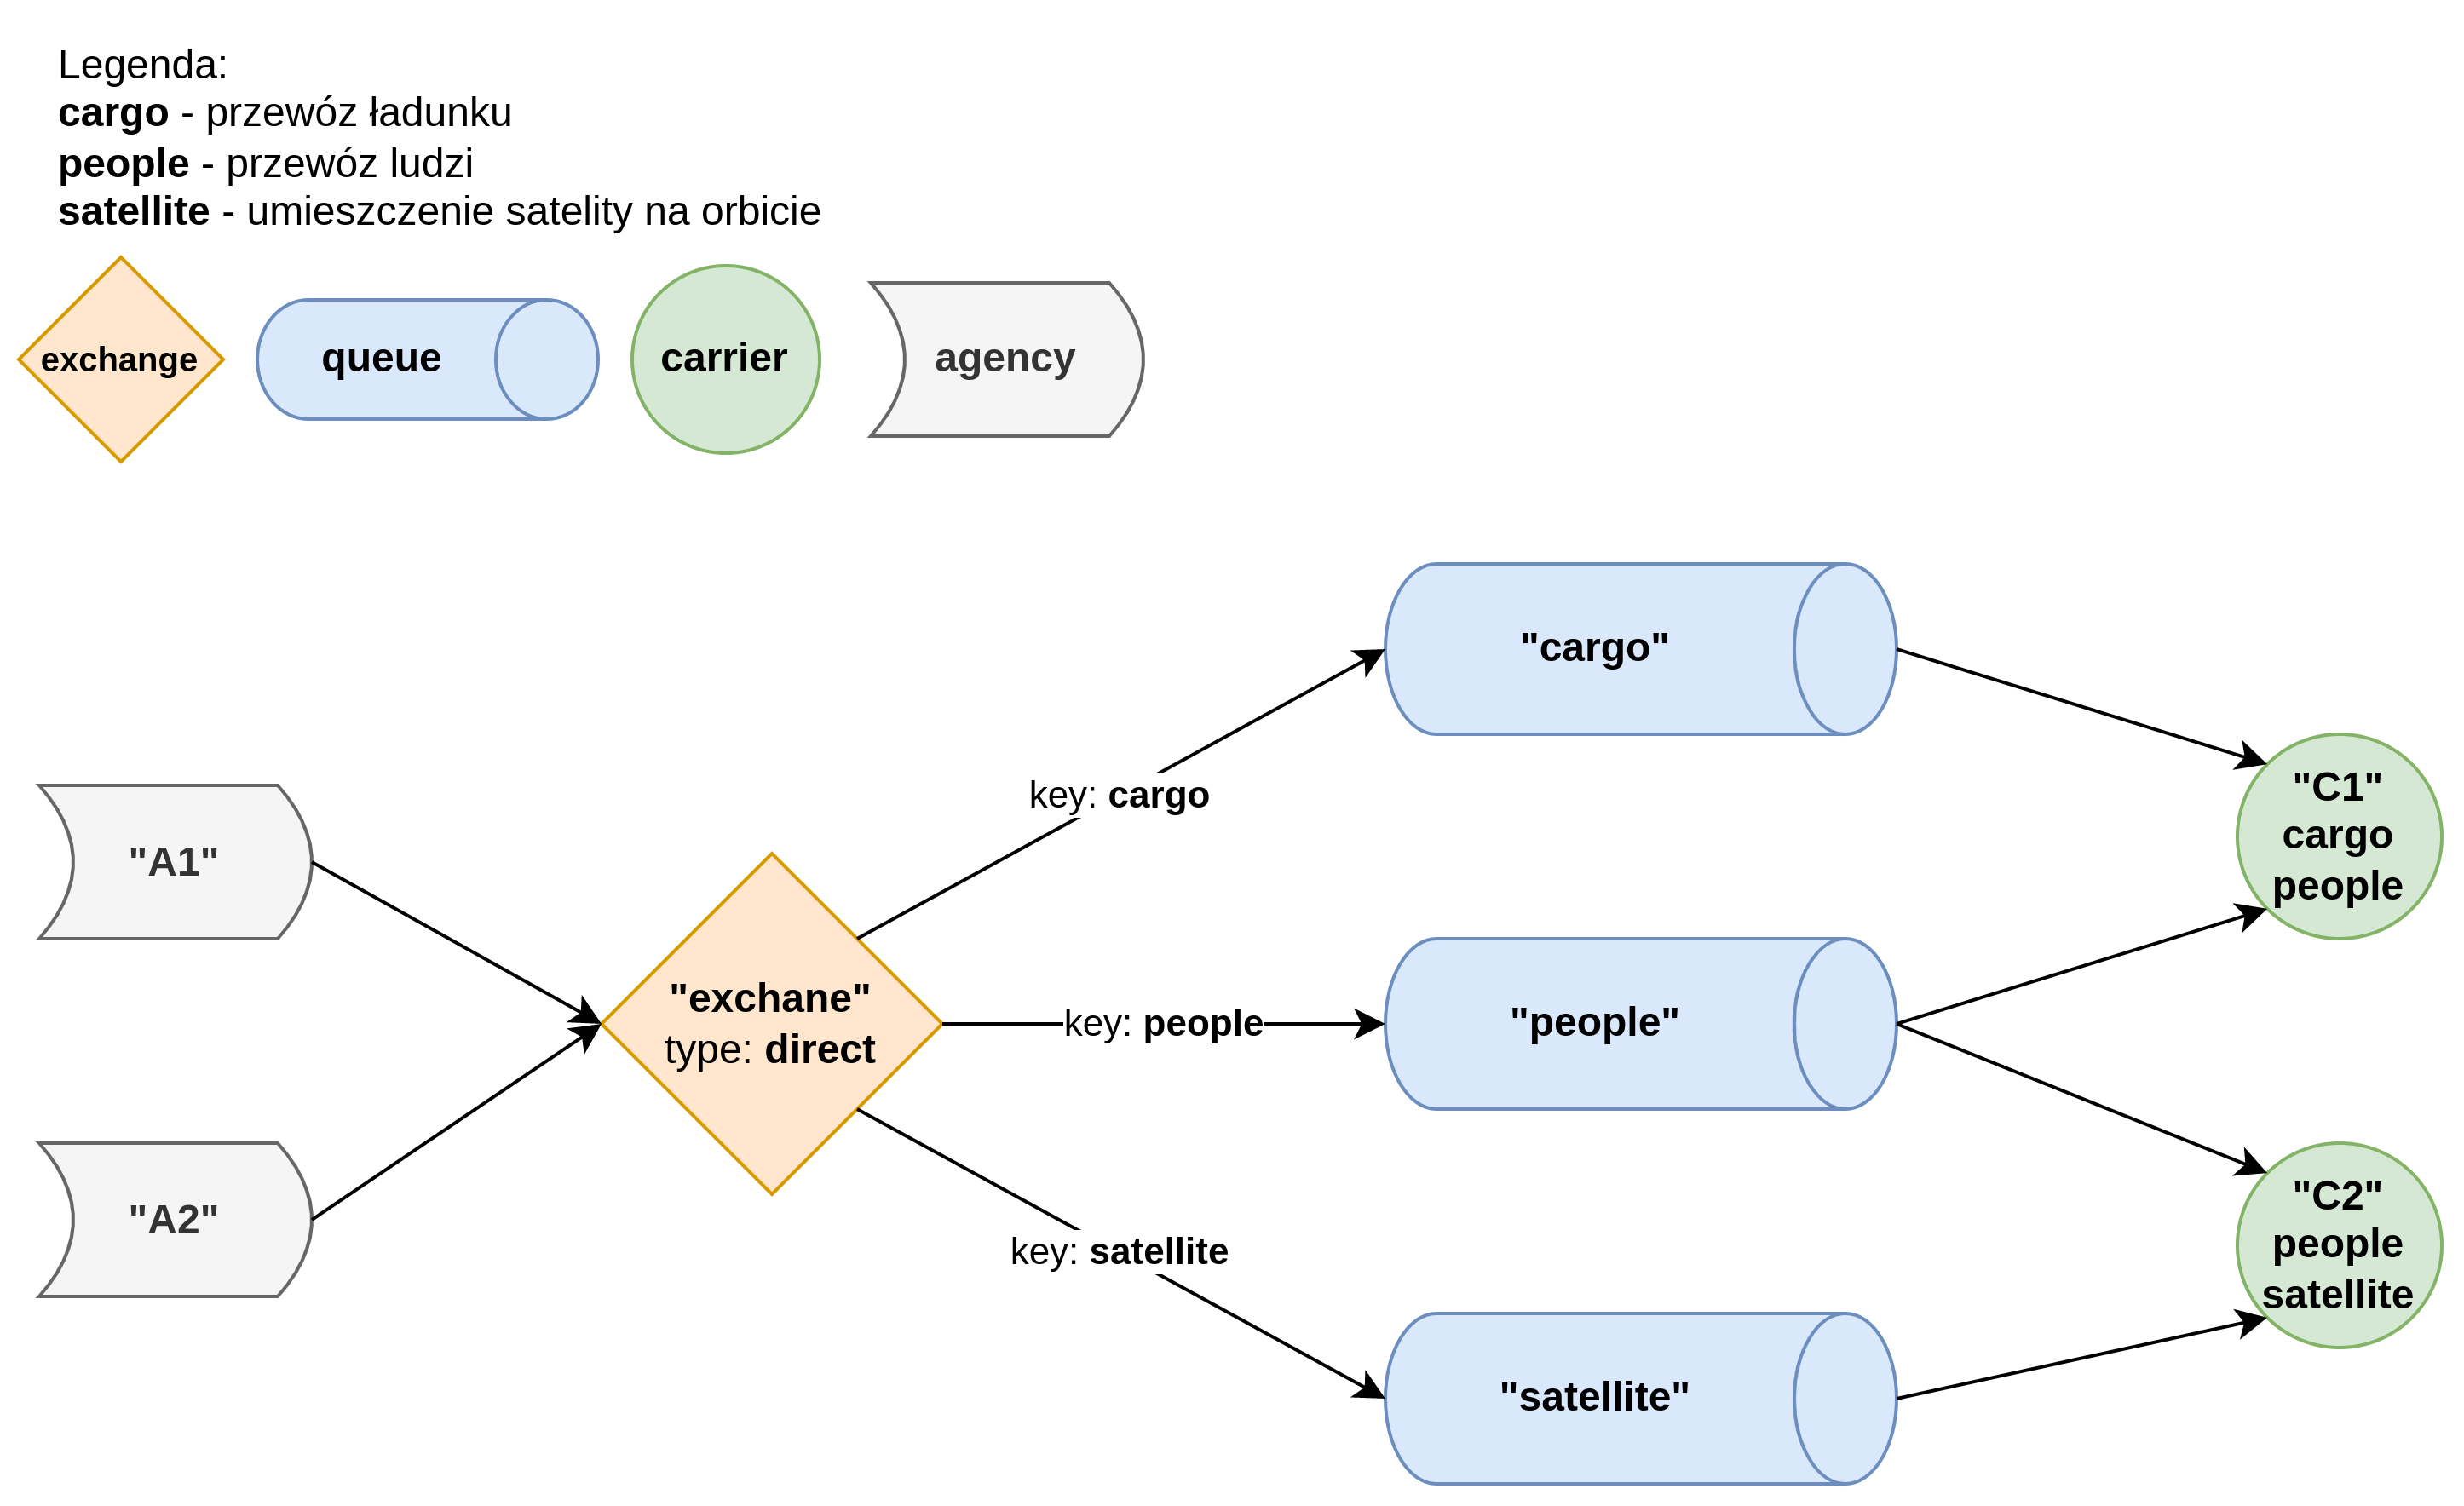 Legenda:
cargo - przewóz ładunku
people - przewóz ludzi
satellite - umieszczenie satelity na orbicie
exchange
queue
carrier
agency
"cargo"
key: cargo
"C1"
cargo
people
"A1"
"exchane"
type: direct
key: people
"people"
"A2"
key: satellite
"C2"
people
satellite
"satellite"